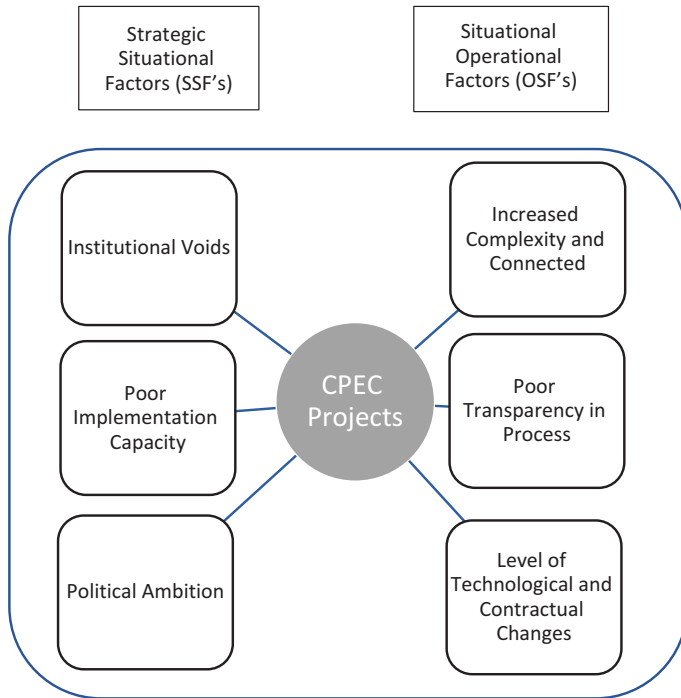 Strategic
Situational
Factors (SSF's)
Situational
Operational
Factors (OSF's)
Institutional Voids
Increased
Complexity and
Connected
CPEC
Projects
Poor
Implementation
Capacity
Poor
Transparency in
Process
Political Ambition
Level of
Technological and
Contractual
Changes